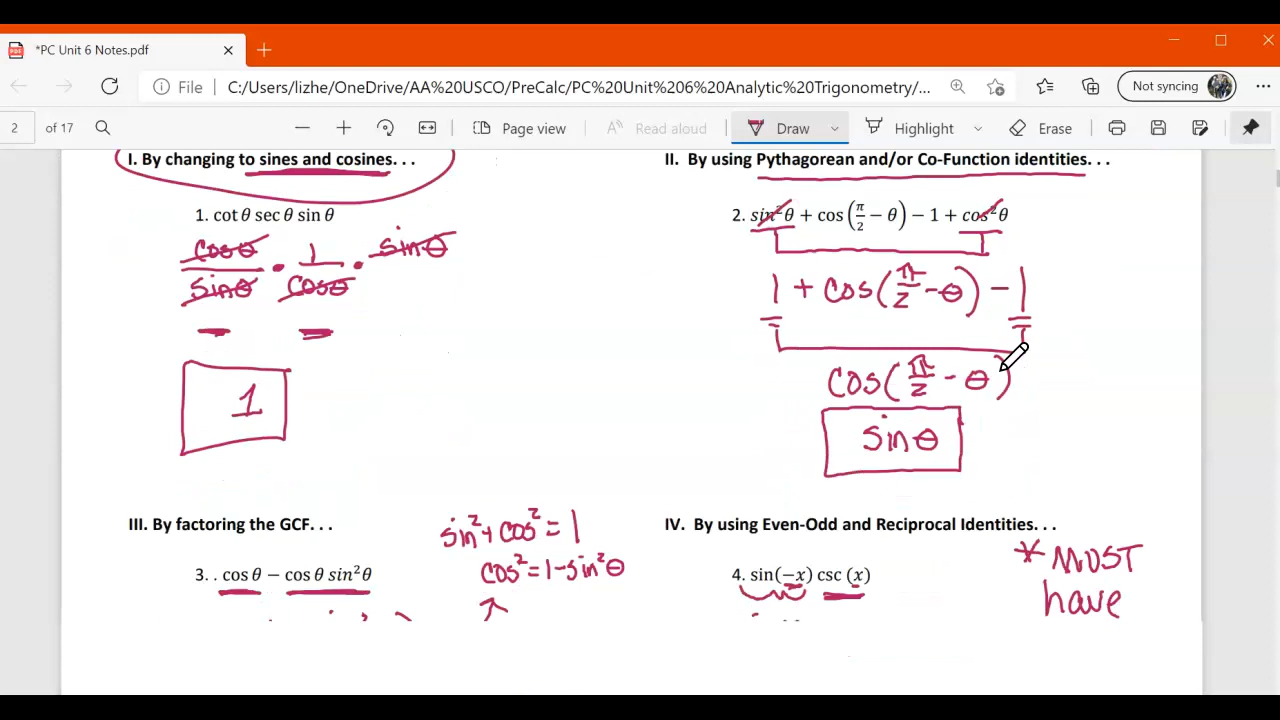 *PC Unit 6 Notes.pdf
File C:/Users/lizhe/OneDrive/AA%20USCO/PreCalc/PC%20Unit%206%20Analytic%20Trigonometry/... Not syncing
2 of 17 Page view Read aloud Draw Highlight Erase
I. By changing to sines and cosines. . .
1. cot θ sec θ sin θ
cosθ/sinθ · 1/cosθ · sinθ
1
II. By using Pythagorean and/or Co-Function identities. . .
2. sin²θ + cos(π/2 − θ) − 1 + cos²θ
1 + cos(π/2 − θ) − 1
cos(π/2 − θ)
sin θ
III. By factoring the GCF. . .
3. . cos θ − cos θ sin²θ
sin² + cos² = 1
cos² = 1 − sin²θ
IV. By using Even-Odd and Reciprocal Identities. . .
4. sin(−x) csc (x)
* MUST
have